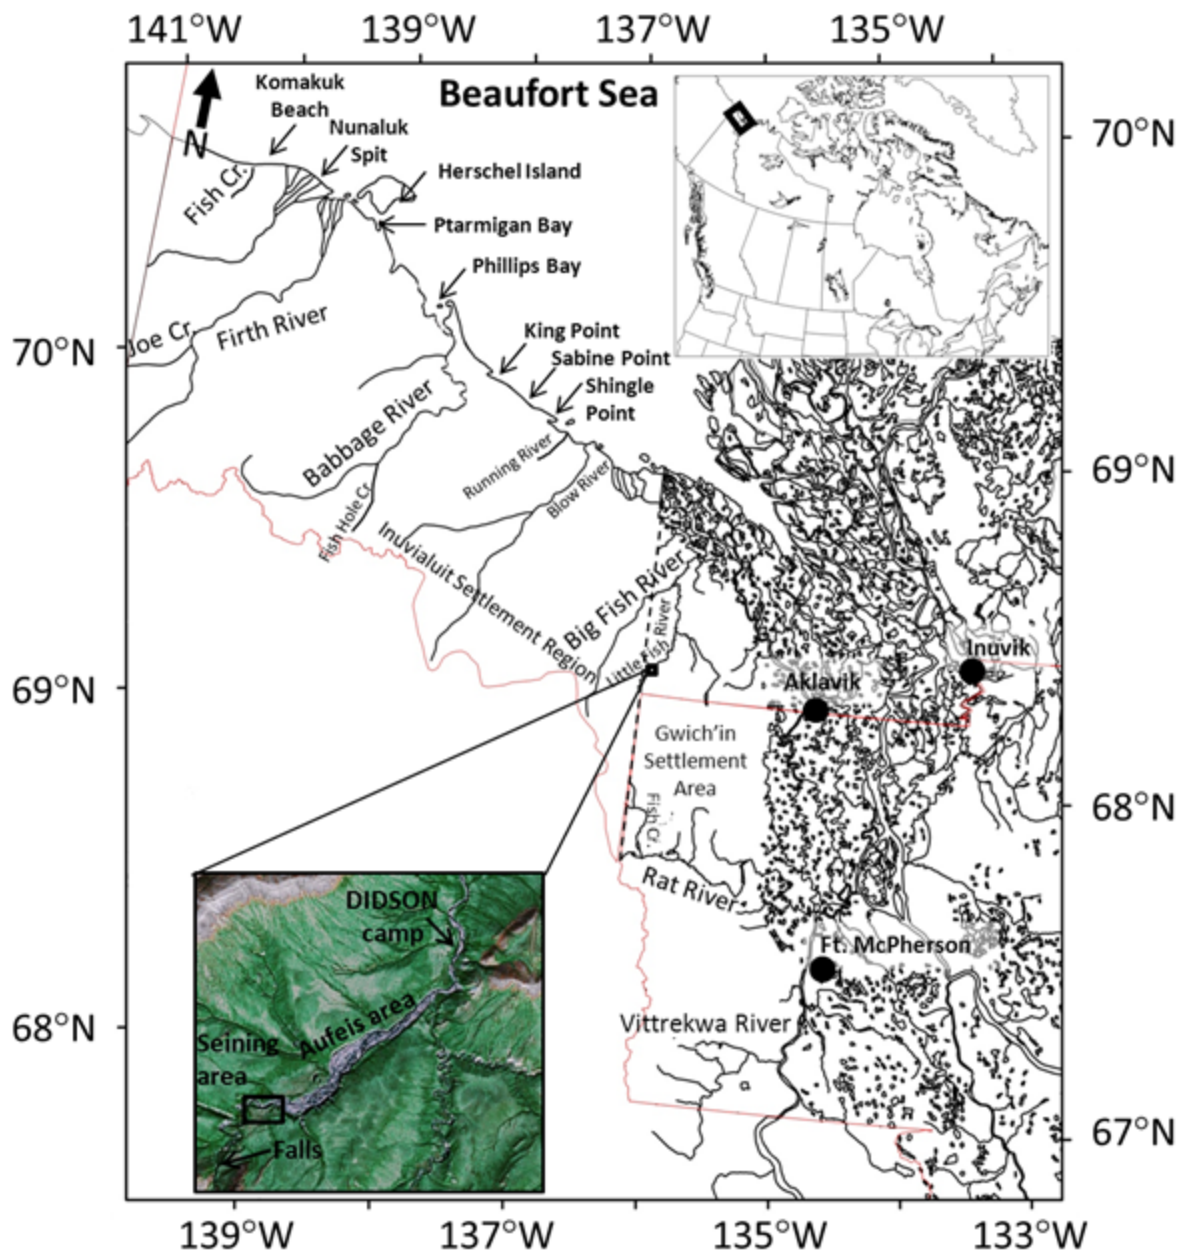 141°W
139°W
137°W
135°W
Komakuk
Beach
Beaufort Sea
N
Nunaluk
Spit
70°N
Herschel Island
Fish Cr.
Ptarmigan Bay
Phillips Bay
Joe Cr.
Firth River
King Point
70°N
Sabine Point
Shingle
Point
Babbage River
Running River
69°N
Blow River
Fish Hole Cr.
Inuvialuit Settlement Region
Big Fish River
Little Fish River
Inuvik
69°N
Aklavik
Gwich'in
Settlement
Area
Fish Cr.
68°N
Rat River
DIDSON
camp
Ft. McPherson
Aufeis area
68°N
Seining
area
Vittrekwa River
Falls
67°N
139°W
137°W
135°W
133°W